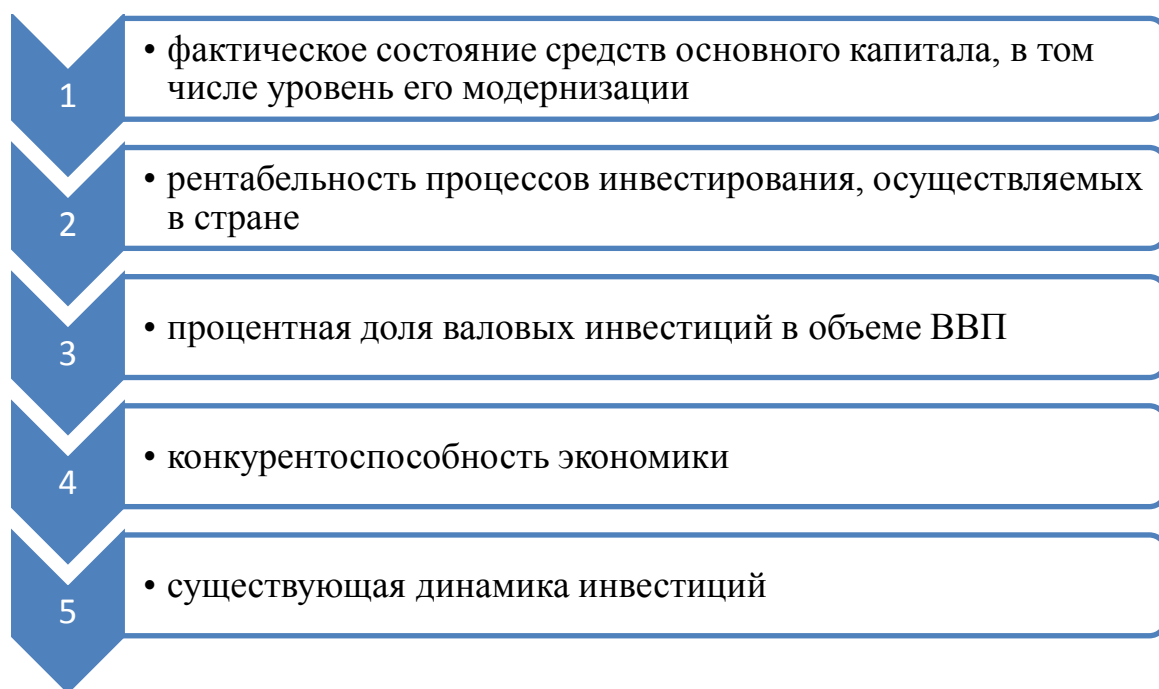 1
• фактическое состояние средств основного капитала, в том
числе уровень его модернизации
2
• рентабельность процессов инвестирования, осуществляемых
в стране
3
• процентная доля валовых инвестиций в объеме ВВП
4
• конкурентоспособность экономики
5
• существующая динамика инвестиций